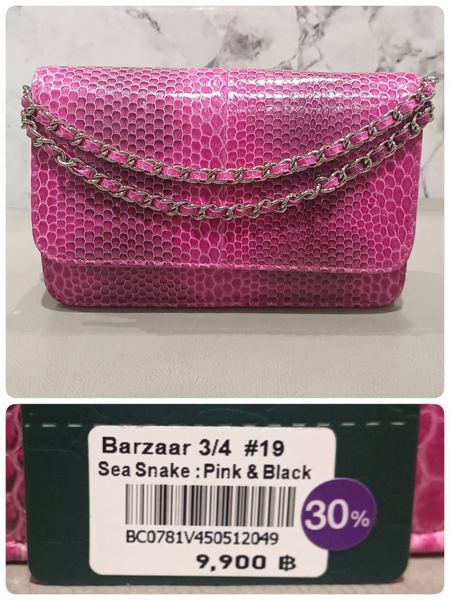 Barzaar 3/4 #19
Sea Snake : Pink & Black
30%
BC0781V450512049
9,900 ฿